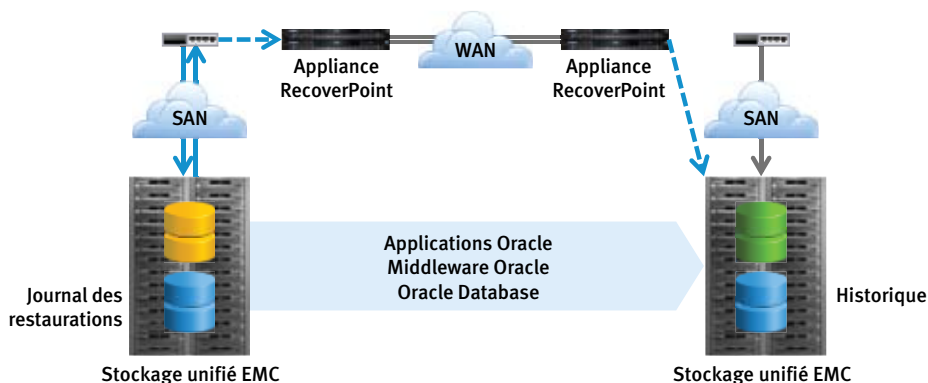 WAN
Appliance
RecoverPoint
Appliance
RecoverPoint
SAN
SAN
Applications Oracle
Middleware Oracle
Oracle Database
Journal des
restaurations
Historique
Stockage unifié EMC
Stockage unifié EMC